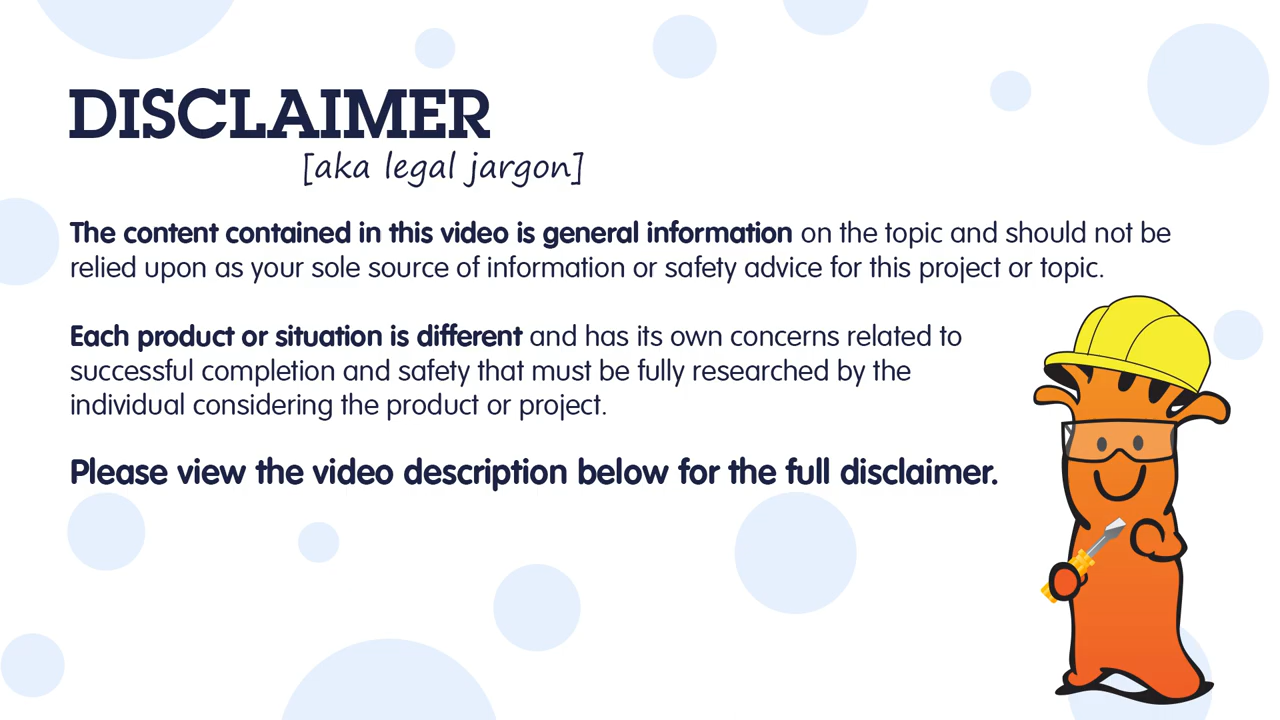 DISCLAIMER
[aka legal jargon]
The content contained in this video is general information on the topic and should not be
relied upon as your sole source of information or safety advice for this project or topic.
Each product or situation is different and has its own concerns related to
successful completion and safety that must be fully researched by the
individual considering the product or project.
Please view the video description below for the full disclaimer.